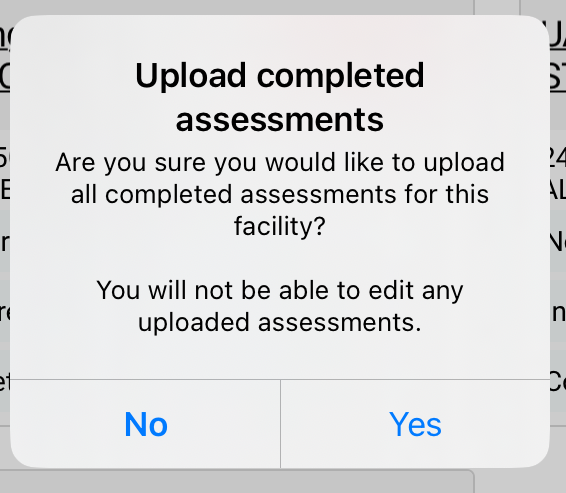 Upload completed
assessments
Are you sure you would like to upload
all completed assessments for this
facility?
You will not be able to edit any
uploaded assessments.
No
Yes